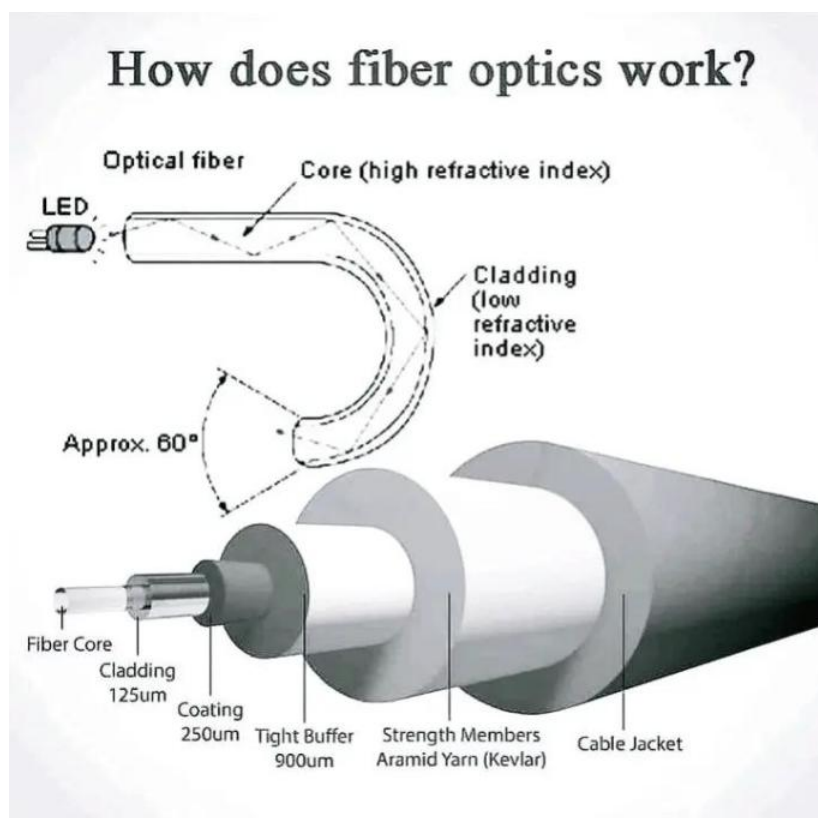 How does fiber optics work?
Optical fiber
Core (high refractive index)
LED
Cladding
(low
refractive
index)
Approx. 60°
Fiber Core
Cladding
125um
Coating
250um
Tight Buffer
900um
Strength Members
Aramid Yarn (Kevlar)
Cable Jacket